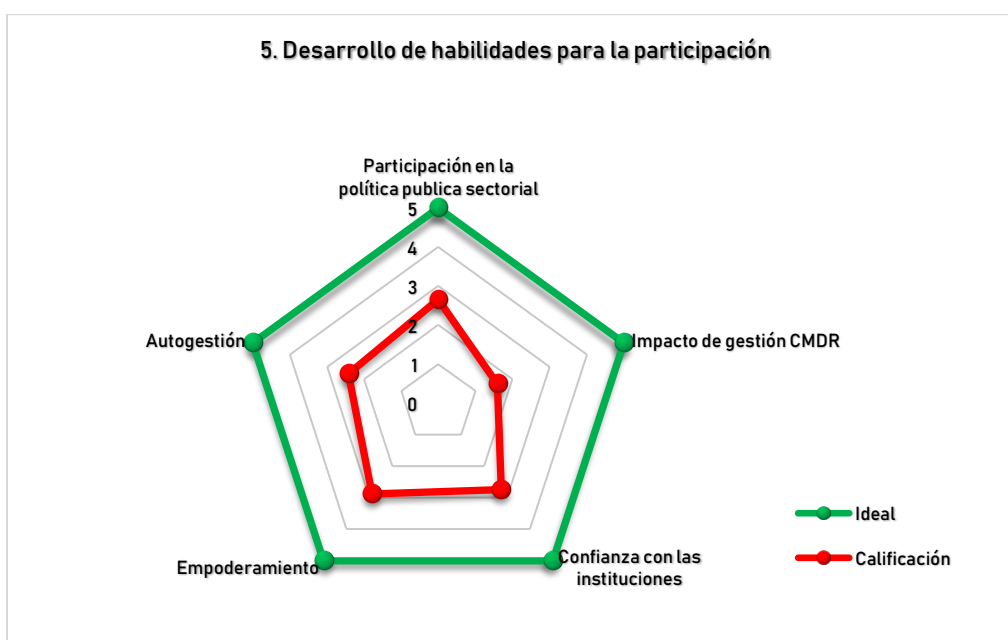 5. Desarrollo de habilidades para la participación
Participación en la
política publica sectorial
5
4
3
2
1
0
Impacto de gestión CMDR
Autogestión
Confianza con las
instituciones
Empoderamiento
Ideal
Calificación